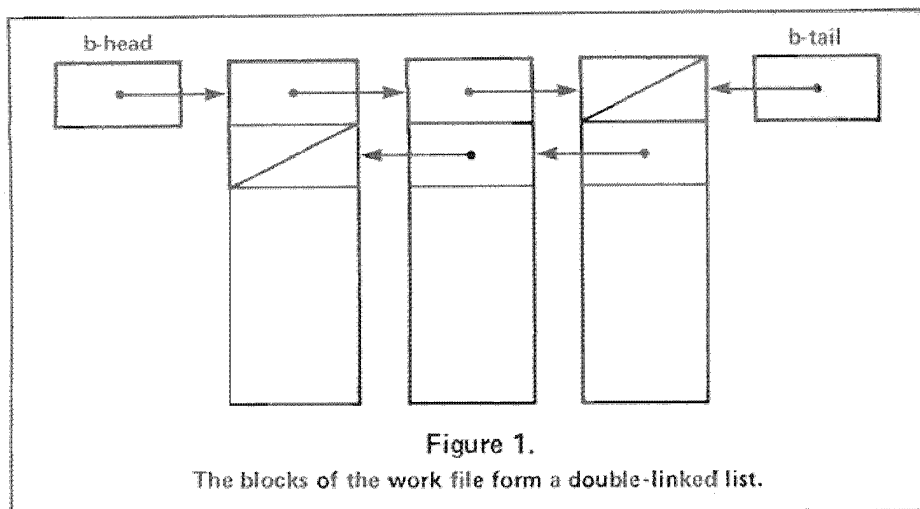 b-head
b-tail
Figure 1.
The blocks of the work file form a double-linked list.